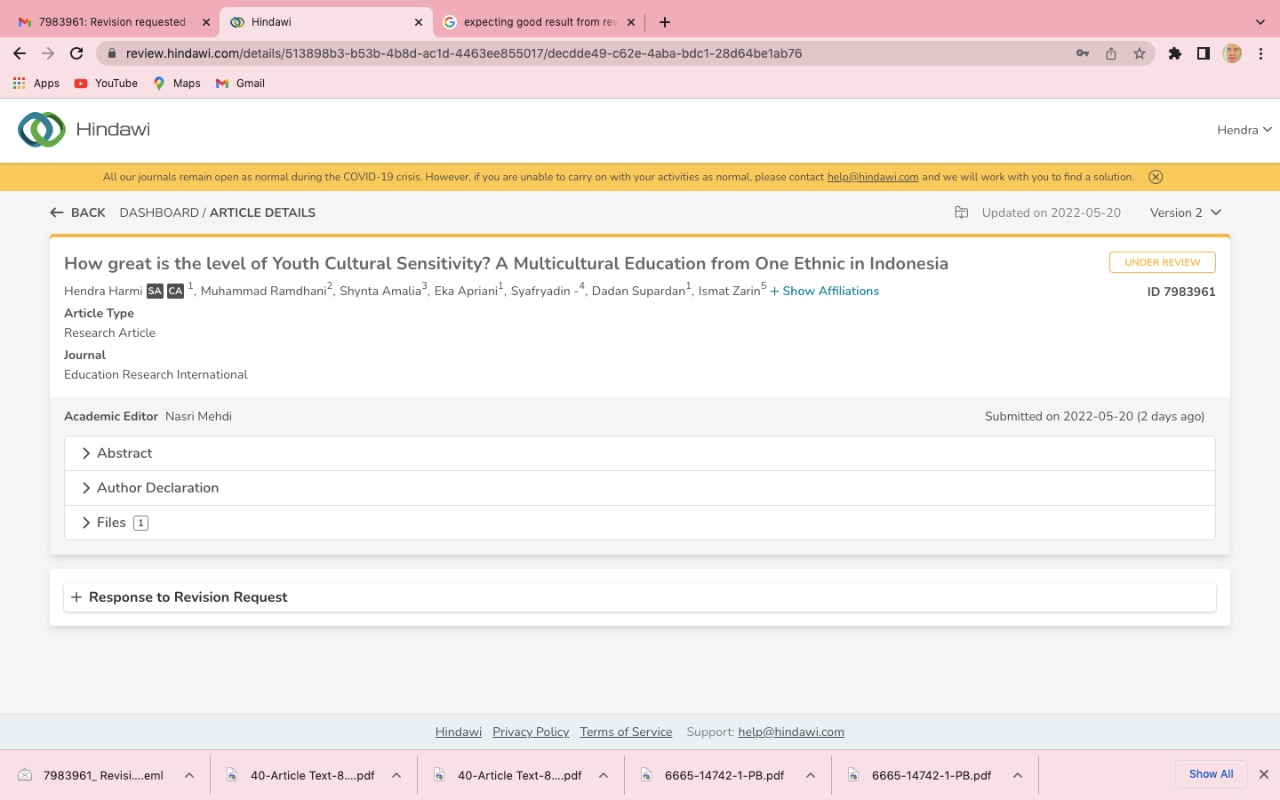 7983961: Revision requested
Hindawi
expecting good result from rev
review.hindawi.com/details/513898b3-b53b-4b8d-ac1d-4463ee855017/decdde49-c62e-4aba-bdc1-28d64be1ab76
Apps YouTube Maps Gmail
Hindawi
Hendra
All our journals remain open as normal during the COVID-19 crisis. However, if you are unable to carry on with your activities as normal, please contact help@hindawi.com and we will work with you to find a solution.
BACK DASHBOARD / ARTICLE DETAILS Updated on 2022-05-20 Version 2
How great is the level of Youth Cultural Sensitivity? A Multicultural Education from One Ethnic in Indonesia UNDER REVIEW
Hendra Harmi SA CA 1, Muhammad Ramdhani2, Shynta Amalia3, Eka Apriani1, Syafryadin -4, Dadan Supardan1, Ismat Zarin5 + Show Affiliations ID 7983961
Article Type
Research Article
Journal
Education Research International
Academic Editor Nasri Mehdi Submitted on 2022-05-20 (2 days ago)
Abstract
Author Declaration
Files 1
+ Response to Revision Request
Hindawi Privacy Policy Terms of Service Support: help@hindawi.com
7983961_ Revisi....eml 40-Article Text-8....pdf 40-Article Text-8....pdf 6665-14742-1-PB.pdf 6665-14742-1-PB.pdf Show All